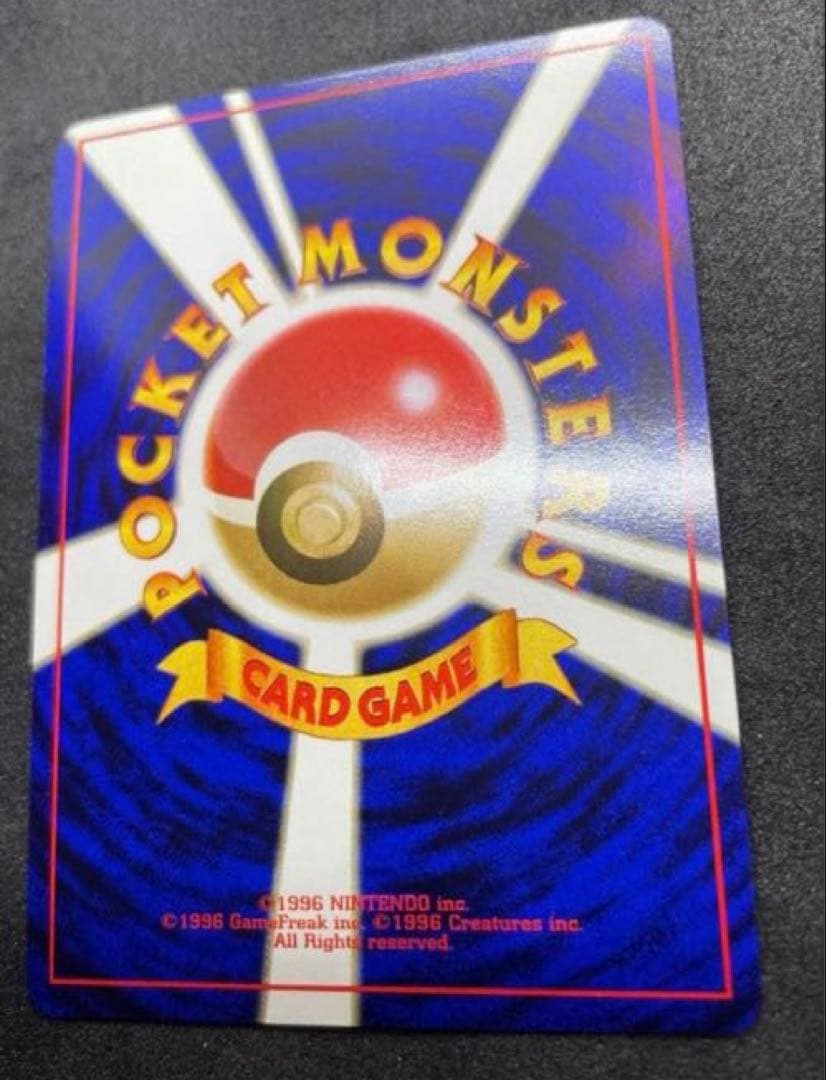 POCKET MONSTERS
CARD GAME
©1996 NINTENDO inc.
©1996 GameFreak inc. ©1996 Creatures inc.
All Rights reserved.